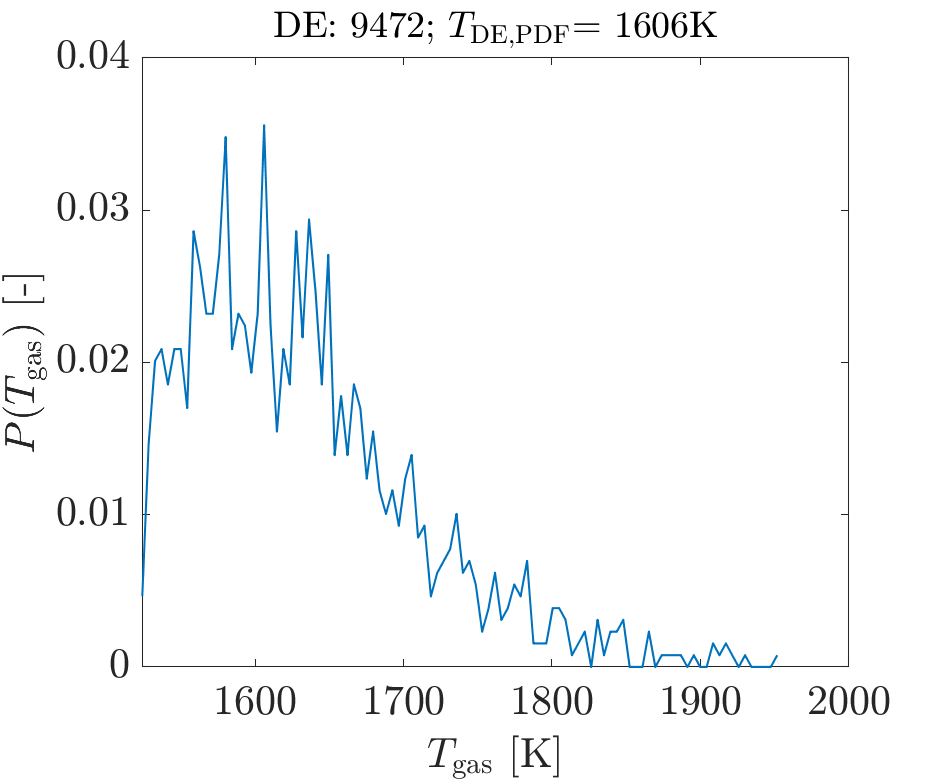 DE: 9472; T_DE,PDF= 1606K
0.04
0.03
0.02
0.01
0
P(T_gas) [-]
1600 1700 1800 1900 2000
T_gas [K]